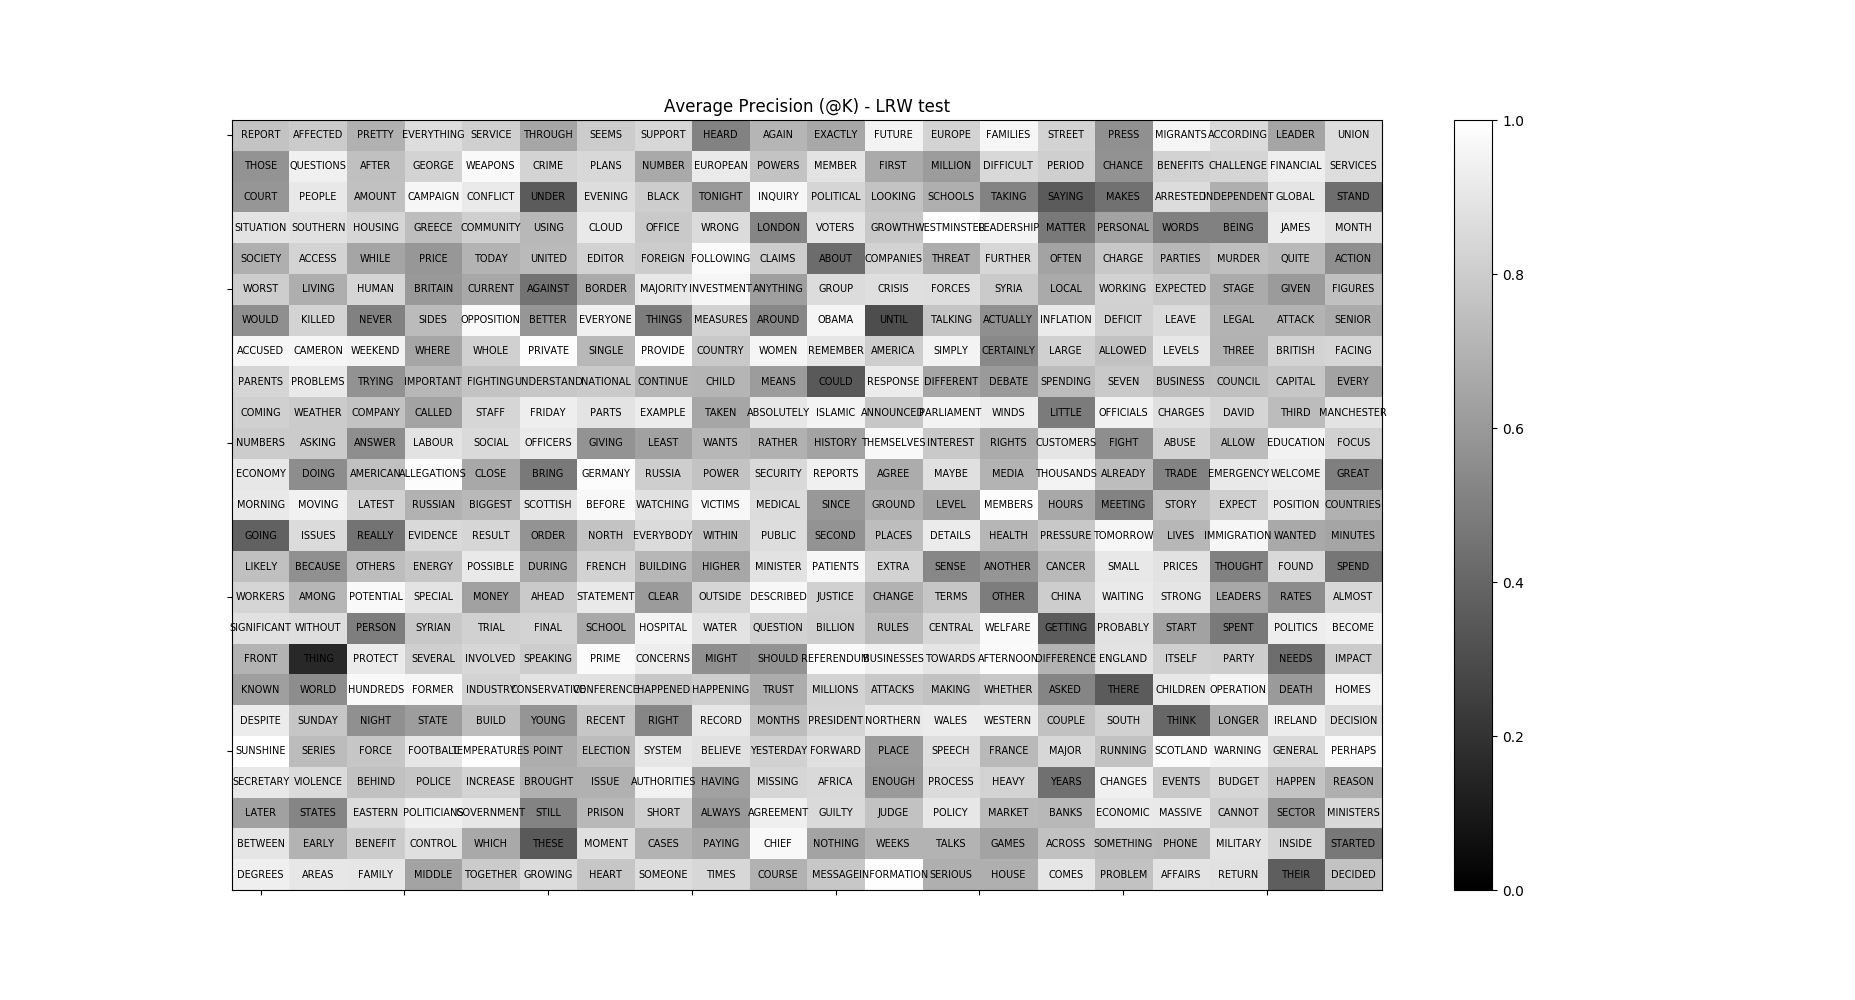 Average Precision (@K) - LRW test
REPORT AFFECTED PRETTY EVERYTHING SERVICE THROUGH SEEMS SUPPORT HEARD AGAIN EXACTLY FUTURE EUROPE FAMILIES STREET PRESS MIGRANTS ACCORDING LEADER UNION
THOSE QUESTIONS AFTER GEORGE WEAPONS CRIME PLANS NUMBER EUROPEAN POWERS MEMBER FIRST MILLION DIFFICULT PERIOD CHANCE BENEFITS CHALLENGE FINANCIAL SERVICES
COURT PEOPLE AMOUNT CAMPAIGN CONFLICT UNDER EVENING BLACK TONIGHT INQUIRY POLITICAL LOOKING SCHOOLS TAKING SAYING MAKES ARRESTED INDEPENDENT GLOBAL STAND
SITUATION SOUTHERN HOUSING GREECE COMMUNITY USING CLOUD OFFICE WRONG LONDON VOTERS GROWTH WESTMINSTER LEADERSHIP MATTER PERSONAL WORDS BEING JAMES MONTH
SOCIETY ACCESS WHILE PRICE TODAY UNITED EDITOR FOREIGN FOLLOWING CLAIMS ABOUT COMPANIES THREAT FURTHER OFTEN CHARGE PARTIES MURDER QUITE ACTION
WORST LIVING HUMAN BRITAIN CURRENT AGAINST BORDER MAJORITY INVESTMENT ANYTHING GROUP CRISIS FORCES SYRIA LOCAL WORKING EXPECTED STAGE GIVEN FIGURES
WOULD KILLED NEVER SIDES OPPOSITION BETTER EVERYONE THINGS MEASURES AROUND OBAMA UNTIL TALKING ACTUALLY INFLATION DEFICIT LEAVE LEGAL ATTACK SENIOR
ACCUSED CAMERON WEEKEND WHERE WHOLE PRIVATE SINGLE PROVIDE COUNTRY WOMEN REMEMBER AMERICA SIMPLY CERTAINLY LARGE ALLOWED LEVELS THREE BRITISH FACING
PARENTS PROBLEMS TRYING IMPORTANT FIGHTING UNDERSTAND NATIONAL CONTINUE CHILD MEANS COULD RESPONSE DIFFERENT DEBATE SPENDING SEVEN BUSINESS COUNCIL CAPITAL EVERY
COMING WEATHER COMPANY CALLED STAFF FRIDAY PARTS EXAMPLE TAKEN ABSOLUTELY ISLAMIC ANNOUNCED PARLIAMENT WINDS LITTLE OFFICIALS CHARGES DAVID THIRD MANCHESTER
NUMBERS ASKING ANSWER LABOUR SOCIAL OFFICERS GIVING LEAST WANTS RATHER HISTORY THEMSELVES INTEREST RIGHTS CUSTOMERS FIGHT ABUSE ALLOW EDUCATION FOCUS
ECONOMY DOING AMERICAN ALLEGATIONS CLOSE BRING GERMANY RUSSIA POWER SECURITY REPORTS AGREE MAYBE MEDIA THOUSANDS ALREADY TRADE EMERGENCY WELCOME GREAT
MORNING MOVING LATEST RUSSIAN BIGGEST SCOTTISH BEFORE WATCHING VICTIMS MEDICAL SINCE GROUND LEVEL MEMBERS HOURS MEETING STORY EXPECT POSITION COUNTRIES
GOING ISSUES REALLY EVIDENCE RESULT ORDER NORTH EVERYBODY WITHIN PUBLIC SECOND PLACES DETAILS HEALTH PRESSURE TOMORROW LIVES IMMIGRATION WANTED MINUTES
LIKELY BECAUSE OTHERS ENERGY POSSIBLE DURING FRENCH BUILDING HIGHER MINISTER PATIENTS EXTRA SENSE ANOTHER CANCER SMALL PRICES THOUGHT FOUND SPEND
WORKERS AMONG POTENTIAL SPECIAL MONEY AHEAD STATEMENT CLEAR OUTSIDE DESCRIBED JUSTICE CHANGE TERMS OTHER CHINA WAITING STRONG LEADERS RATES ALMOST
SIGNIFICANT WITHOUT PERSON SYRIAN TRIAL FINAL SCHOOL HOSPITAL WATER QUESTION BILLION RULES CENTRAL WELFARE GETTING PROBABLY START SPENT POLITICS BECOME
FRONT THING PROTECT SEVERAL INVOLVED SPEAKING PRIME CONCERNS MIGHT SHOULD REFERENDUM BUSINESSES TOWARDS AFTERNOON DIFFERENCE ENGLAND ITSELF PARTY NEEDS IMPACT
KNOWN WORLD HUNDREDS FORMER INDUSTRY CONSERVATIVE CONFERENCE HAPPENED HAPPENING TRUST MILLIONS ATTACKS MAKING WHETHER ASKED THERE CHILDREN OPERATION DEATH HOMES
DESPITE SUNDAY NIGHT STATE BUILD YOUNG RECENT RIGHT RECORD MONTHS PRESIDENT NORTHERN WALES WESTERN COUPLE SOUTH THINK LONGER IRELAND DECISION
SUNSHINE SERIES FORCE FOOTBALL TEMPERATURES POINT ELECTION SYSTEM BELIEVE YESTERDAY FORWARD PLACE SPEECH FRANCE MAJOR RUNNING SCOTLAND WARNING GENERAL PERHAPS
SECRETARY VIOLENCE BEHIND POLICE INCREASE BROUGHT ISSUE AUTHORITIES HAVING MISSING AFRICA ENOUGH PROCESS HEAVY YEARS CHANGES EVENTS BUDGET HAPPEN REASON
LATER STATES EASTERN POLITICIANS GOVERNMENT STILL PRISON SHORT ALWAYS AGREEMENT GUILTY JUDGE POLICY MARKET BANKS ECONOMIC MASSIVE CANNOT SECTOR MINISTERS
BETWEEN EARLY BENEFIT CONTROL WHICH THESE MOMENT CASES PAYING CHIEF NOTHING WEEKS TALKS GAMES ACROSS SOMETHING PHONE MILITARY INSIDE STARTED
DEGREES AREAS FAMILY MIDDLE TOGETHER GROWING HEART SOMEONE TIMES COURSE MESSAGE INFORMATION SERIOUS HOUSE COMES PROBLEM AFFAIRS RETURN THEIR DECIDED
1.0
0.8
0.6
0.4
0.2
0.0